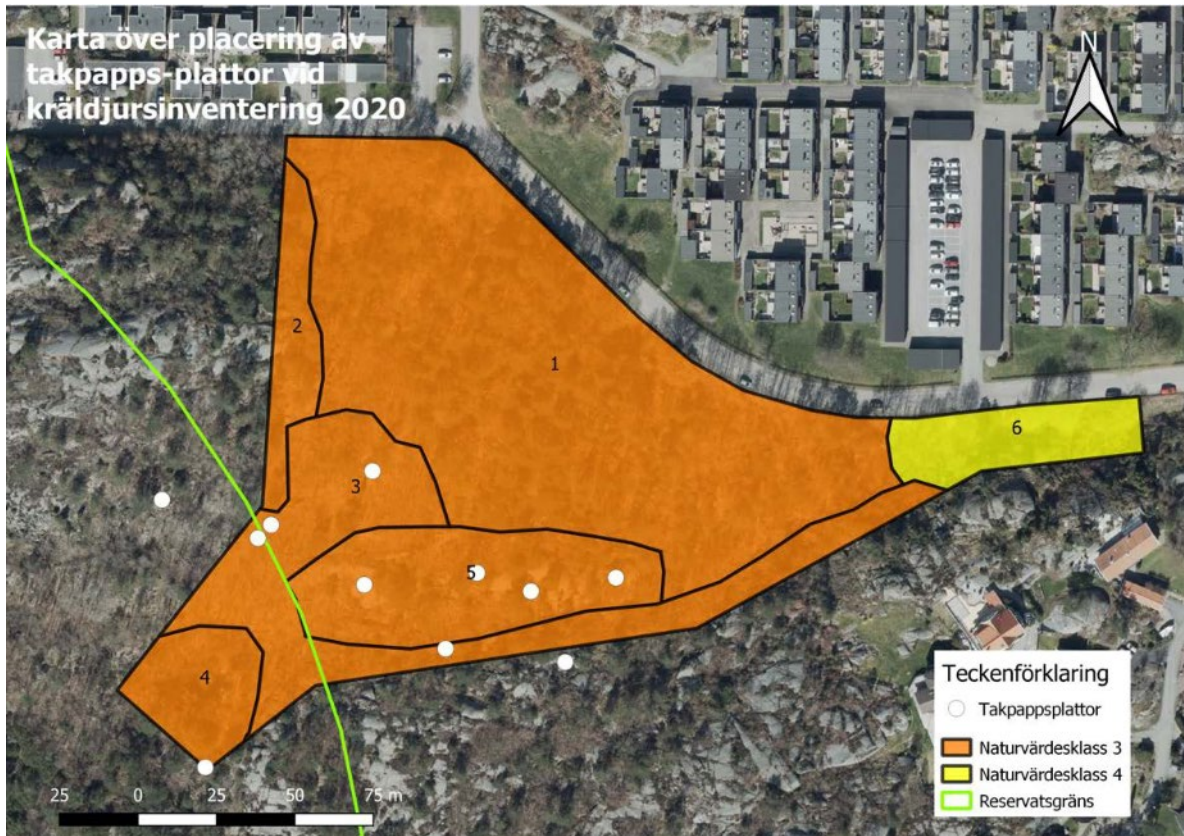 Karta över placering av
takpapps-plattor vid
kräldjursinventering 2020
N
2
1
6
3
5
4
Teckenförklaring
Takpappsplattor
Naturvärdesklass 3
Naturvärdesklass 4
Reservatsgräns
25 0 25 50 75 m